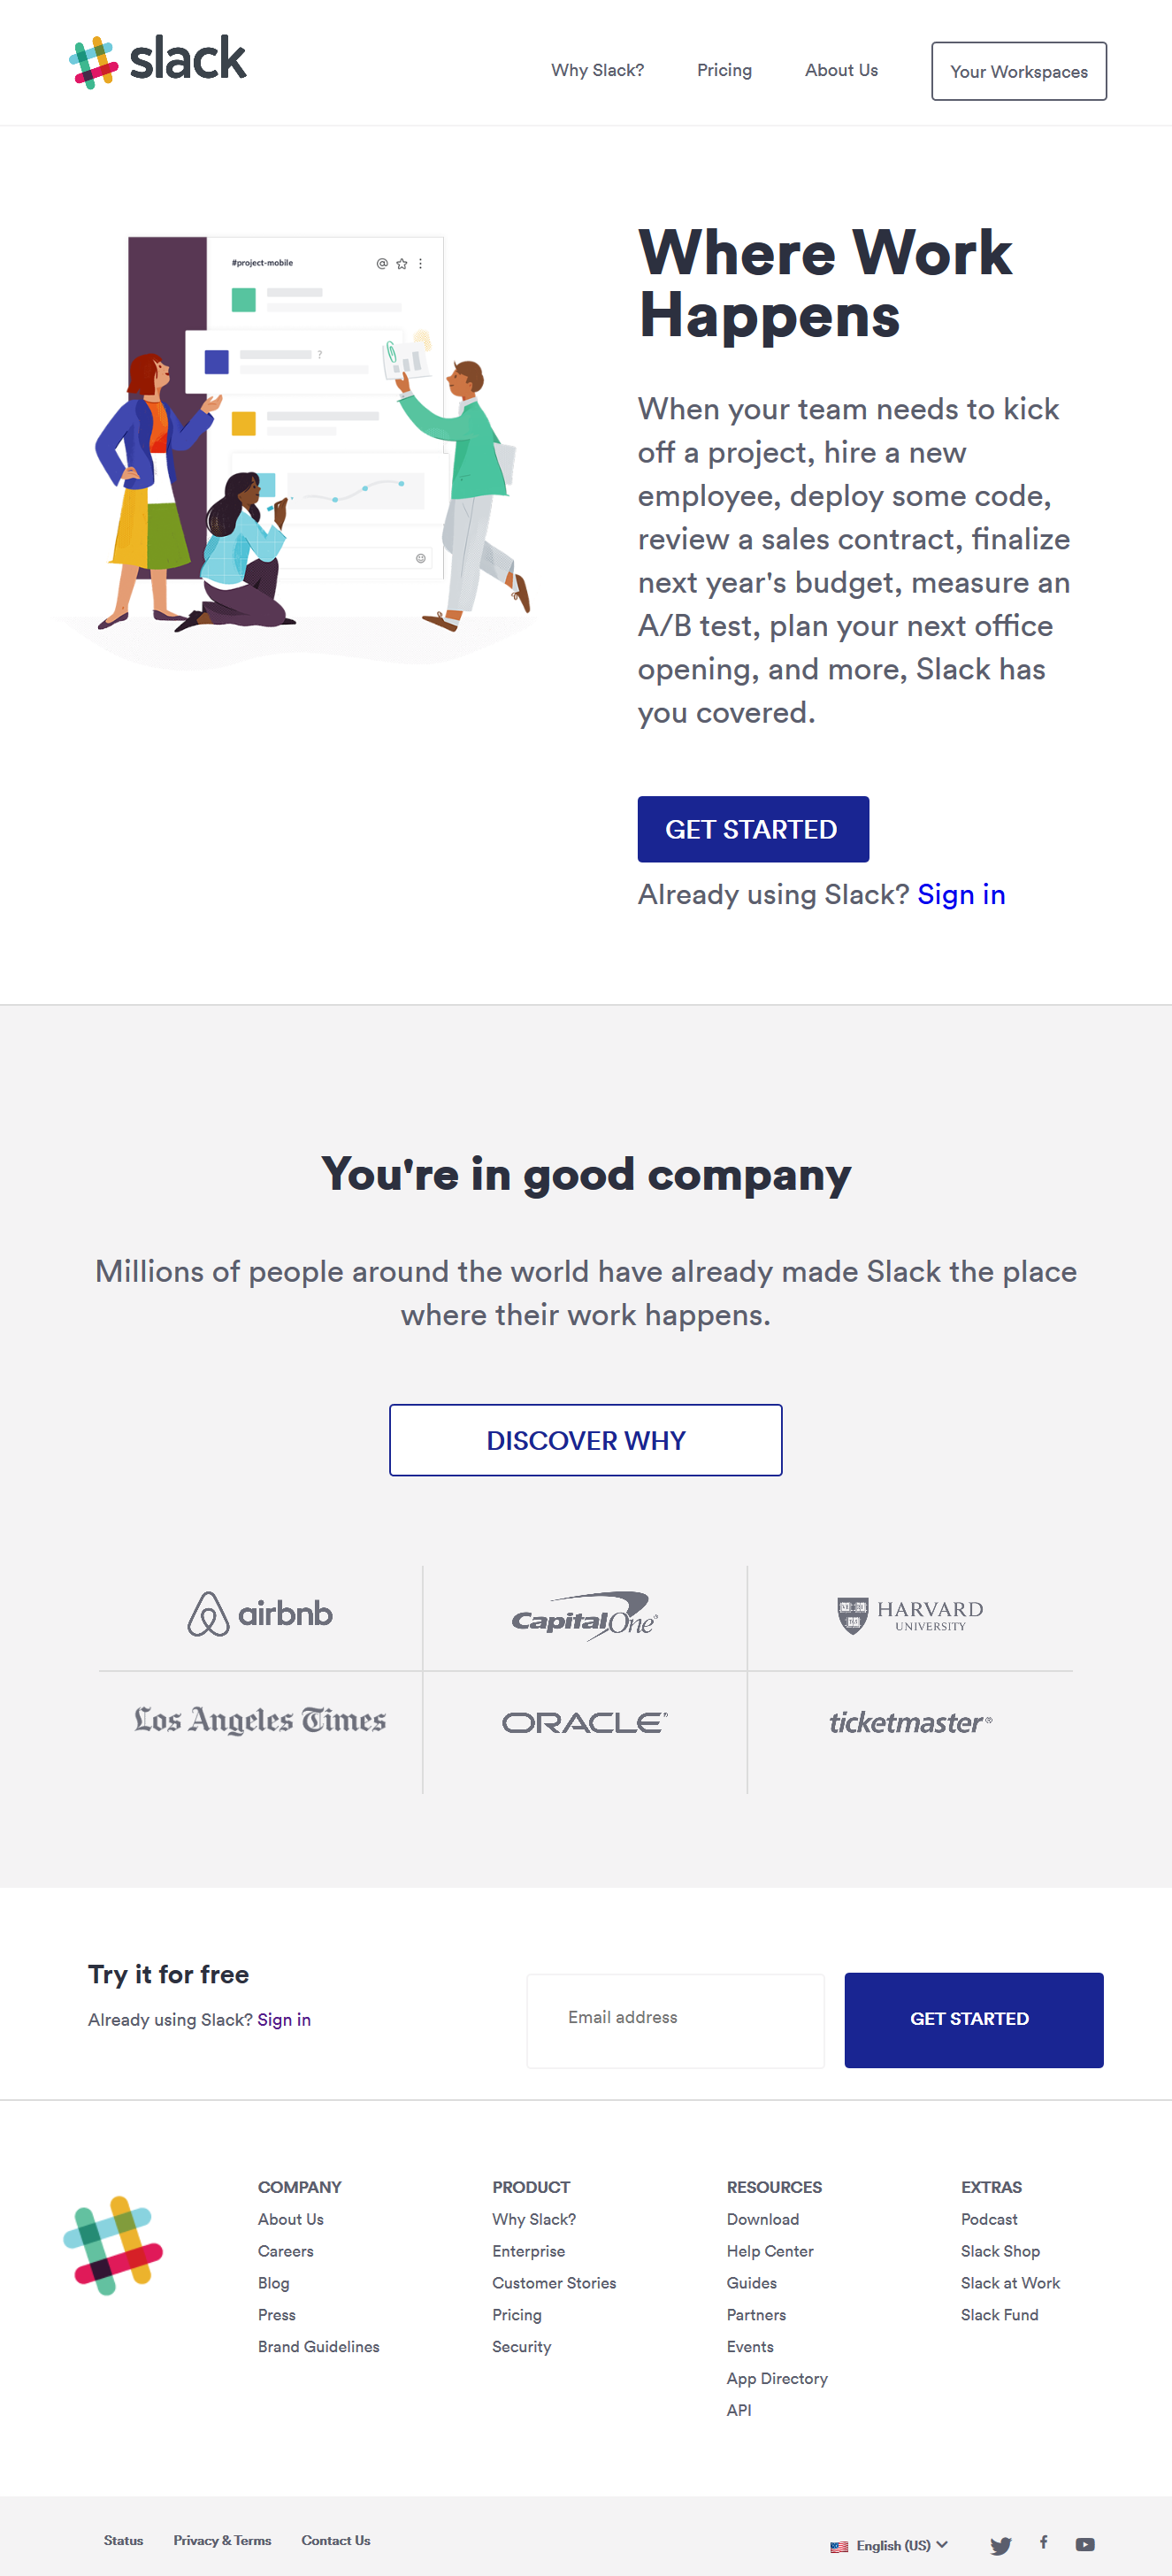 slack
Why Slack?
Pricing
About Us
Your Workspaces
#project-mobile
?
Where Work
Happens
When your team needs to kick
off a project, hire a new
employee, deploy some code,
review a sales contract, finalize
next year's budget, measure an
A/B test, plan your next office
opening, and more, Slack has
you covered.
GET STARTED
Already using Slack? Sign in
You're in good company
Millions of people around the world have already made Slack the place
where their work happens.
DISCOVER WHY
airbnb
CapitalOne®
HARVARD
UNIVERSITY
Los Angeles Times
ORACLE®
ticketmaster®
Try it for free
Already using Slack? Sign in
Email address
GET STARTED
COMPANY
About Us
Careers
Blog
Press
Brand Guidelines
PRODUCT
Why Slack?
Enterprise
Customer Stories
Pricing
Security
RESOURCES
Download
Help Center
Guides
Partners
Events
App Directory
API
EXTRAS
Podcast
Slack Shop
Slack at Work
Slack Fund
Status
Privacy & Terms
Contact Us
English (US)